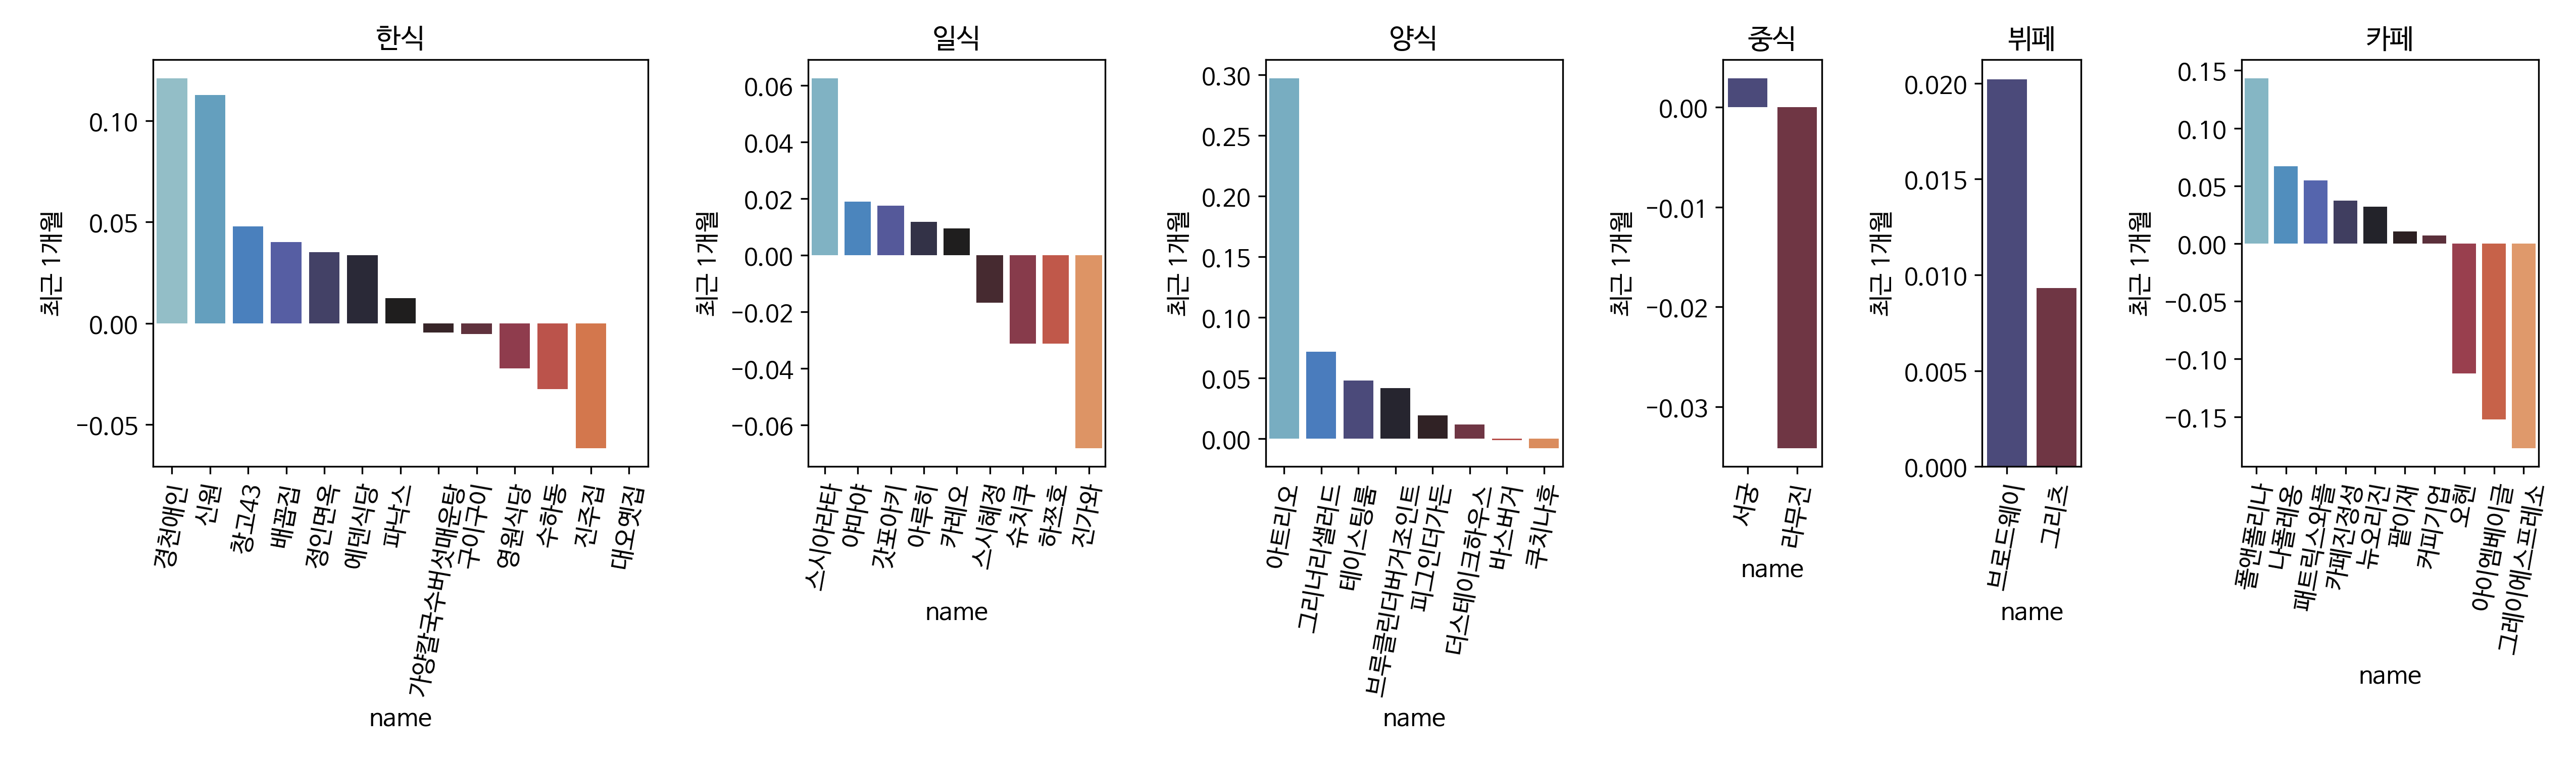 한식
0.10
0.05
0.00
−0.05
최근 1개월
경천애인
신원
창고43
배꼽집
정인면옥
에덴식당
파낙스
가양칼국수버섯매운탕
구이구이
영원식당
수하동
진주집
대오옛집
name
일식
0.06
0.04
0.02
0.00
−0.02
−0.04
−0.06
최근 1개월
스시아라타
야마야
갓포아키
아루히
카레오
스시혜정
슈치쿠
하쯔호
진가와
name
양식
0.30
0.25
0.20
0.15
0.10
0.05
0.00
최근 1개월
아트리오
그리너리샐러드
테이스팅룸
브루클린더버거조인트
피그인더가든
더스테이크하우스
바스버거
쿠치나후
name
중식
0.00
−0.01
−0.02
−0.03
최근 1개월
서궁
라무진
name
뷔페
0.020
0.015
0.010
0.005
0.000
최근 1개월
브로드웨이
그리츠
name
카페
0.15
0.10
0.05
0.00
−0.05
−0.10
−0.15
최근 1개월
폴앤폴리나
나폴레옹
패트릭스와플
카페진정성
뉴오리진
팥이재
커피기업
오헨
아이엠베이글
그레이에스프레소
name